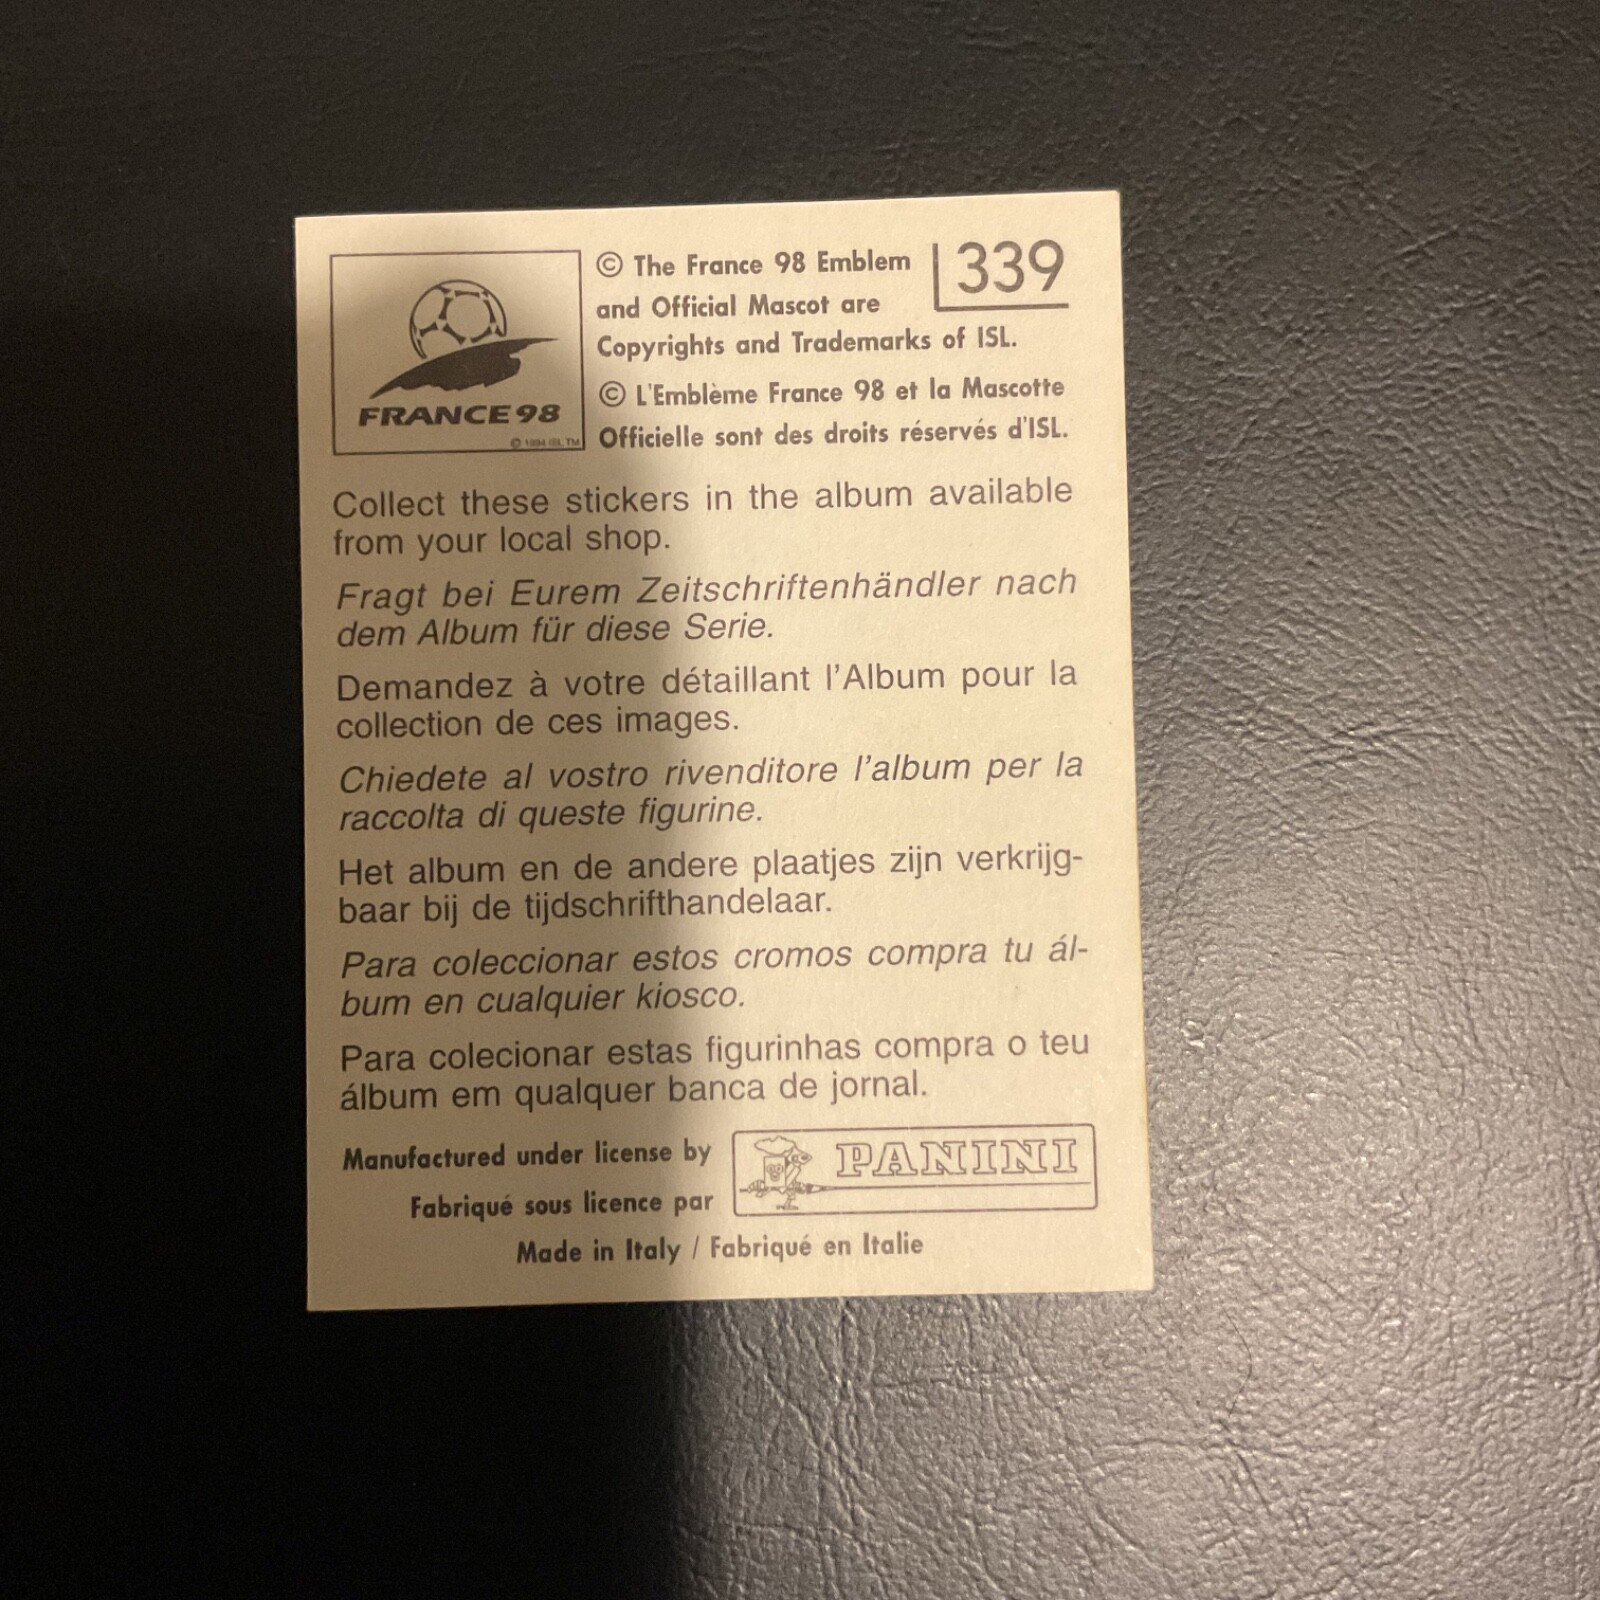 © The France 98 Emblem
339
and Official Mascot are
Copyrights and Trademarks of ISL.
© L'Emblème France 98 et la Mascotte
Officielle sont des droits réservés d'ISL.
FRANCE 98
© 1994 ISL TM
Collect these stickers in the album available
from your local shop.
Fragt bei Eurem Zeitschriftenhändler nach
dem Album für diese Serie.
Demandez à votre détaillant l'Album pour la
collection de ces images.
Chiedete al vostro rivenditore l'album per la
raccolta di queste figurine.
Het album en de andere plaatjes zijn verkrijg-
baar bij de tijdschrifthandelaar.
Para coleccionar estos cromos compra tu ál-
bum en cualquier kiosco.
Para colecionar estas figurinhas compra o teu
álbum em qualquer banca de jornal.
Manufactured under license by
Fabriqué sous licence par
PANINI
Made in Italy / Fabriqué en Italie